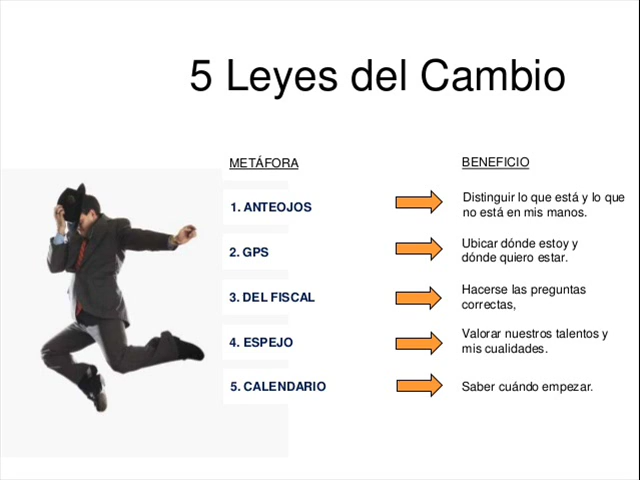 5 Leyes del Cambio
METÁFORA
BENEFICIO
1. ANTEOJOS
Distinguir lo que está y lo que
no está en mis manos.
2. GPS
Ubicar dónde estoy y
dónde quiero estar.
3. DEL FISCAL
Hacerse las preguntas
correctas,
4. ESPEJO
Valorar nuestros talentos y
mis cualidades.
5. CALENDARIO
Saber cuándo empezar.